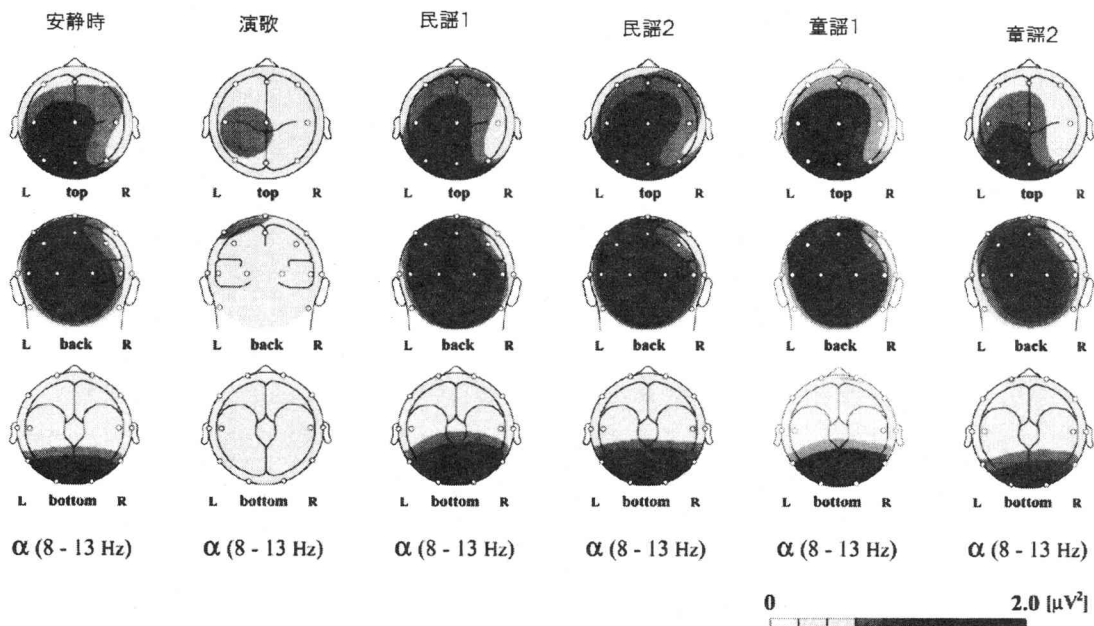 安静時 演歌 民謡1 民謡2 童謡1 童謡2
L top R L top R L top R L top R L top R L top R
L back R L back R L back R L back R L back R L back R
L bottom R L bottom R L bottom R L bottom R L bottom R L bottom R
α (8 - 13 Hz) α (8 - 13 Hz) α (8 - 13 Hz) α (8 - 13 Hz) α (8 - 13 Hz) α (8 - 13 Hz)
0 2.0 [μV²]